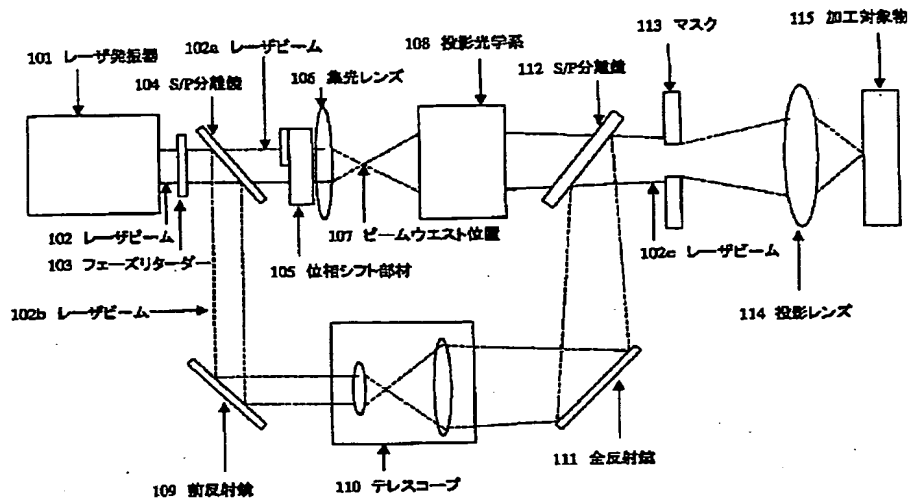 101 レーザ発振器
102a レーザビーム
104 S/P分離鏡
106 集光レンズ
108 投影光学系
112 S/P分離鏡
113 マスク
115 加工対象物
102 レーザビーム
103 フェーズリターダー
107 ビームウエスト位置
105 位相シフト部材
102c レーザビーム
114 投影レンズ
102b レーザビーム
109 前反射鏡
110 テレスコープ
111 全反射鏡